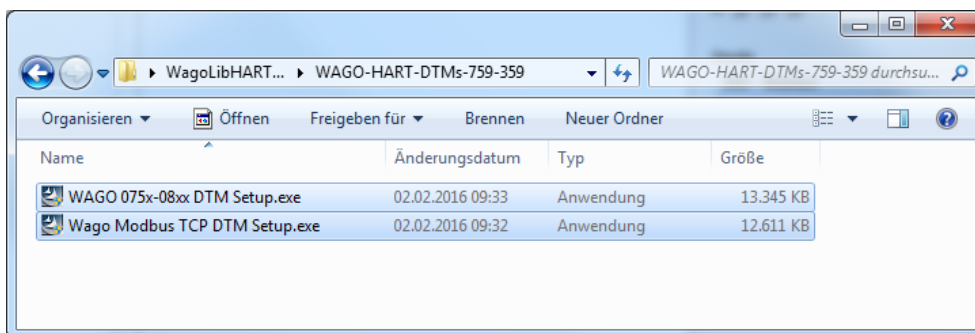 WagoLibHART... WAGO-HART-DTMs-759-359 WAGO-HART-DTMs-759-359 durchsu...
Organisieren Öffnen Freigeben für Brennen Neuer Ordner
Name Änderungsdatum Typ Größe
WAGO 075x-08xx DTM Setup.exe 02.02.2016 09:33 Anwendung 13.345 KB
Wago Modbus TCP DTM Setup.exe 02.02.2016 09:32 Anwendung 12.611 KB